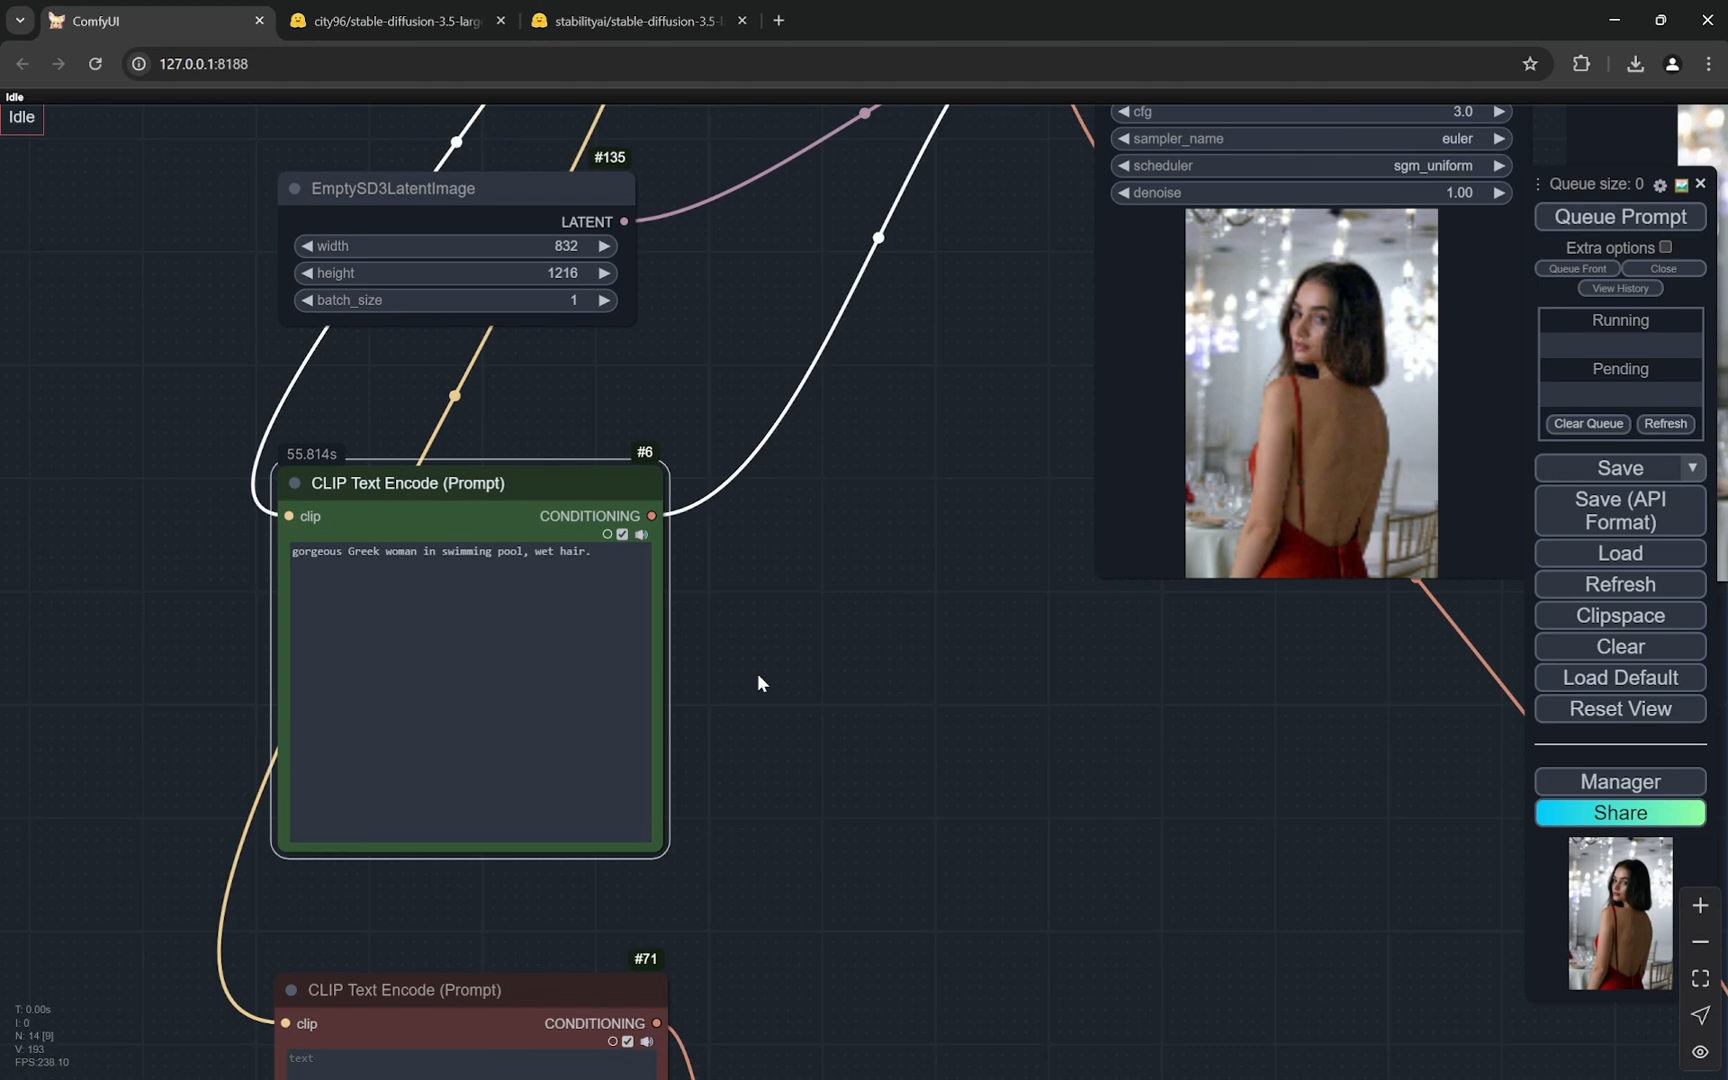 ComfyUI
city96/stable-diffusion-3.5-larg
stabilityai/stable-diffusion-3.5-l
127.0.0.1:8188
Idle
Idle
#135
EmptySD3LatentImage
LATENT
width 832
height 1216
batch_size 1
cfg 3.0
sampler_name euler
scheduler sgm_uniform
denoise 1.00
55.814s
#6
CLIP Text Encode (Prompt)
clip CONDITIONING
gorgeous Greek woman in swimming pool, wet hair.
#71
CLIP Text Encode (Prompt)
clip CONDITIONING
text
T: 0.00s
I: 0
N: 14 [9]
V: 193
FPS:238.10
Queue size: 0
Queue Prompt
Extra options
Queue Front Close
View History
Running
Pending
Clear Queue Refresh
Save
Save (API
Format)
Load
Refresh
Clipspace
Clear
Load Default
Reset View
Manager
Share